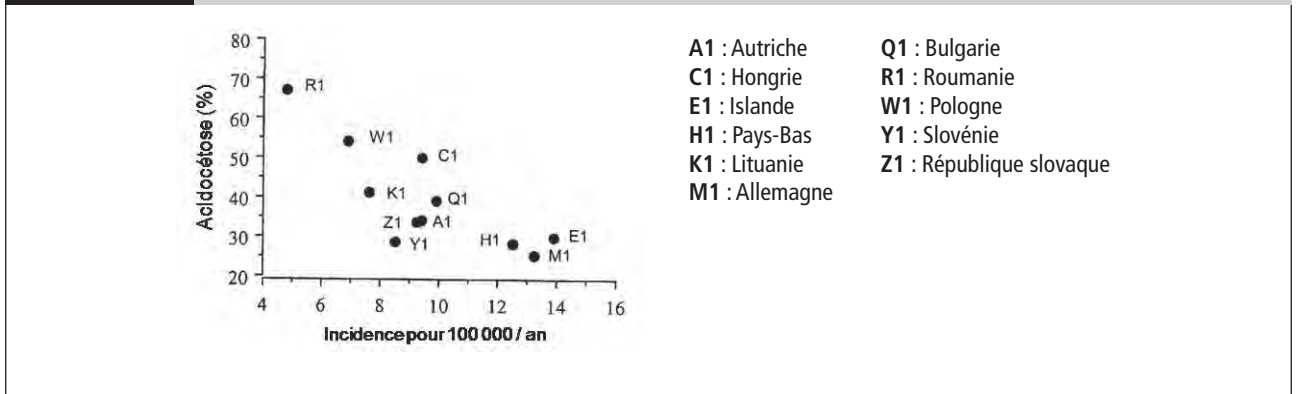 80
70
60
50
40
30
20
Acidocétose (%)
R1
W1
C1
K1
Q1
Z1
A1
Y1
H1
E1
M1
4 6 8 10 12 14 16
Incidence pour 100 000 / an
A1 : Autriche
C1 : Hongrie
E1 : Islande
H1 : Pays-Bas
K1 : Lituanie
M1 : Allemagne
Q1 : Bulgarie
R1 : Roumanie
W1 : Pologne
Y1 : Slovénie
Z1 : République slovaque